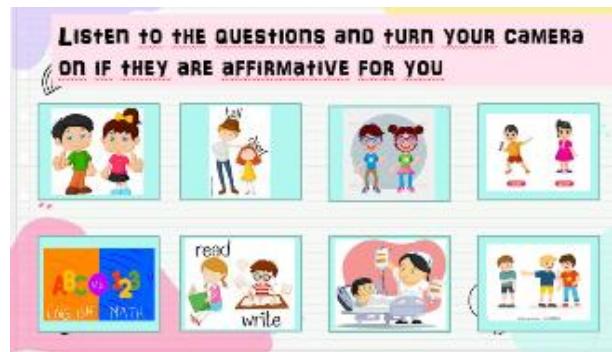 Listen to the questions and turn your camera
on if they are affirmative for you
tall
ABC VS 123
ENGLISH MATH
read
write